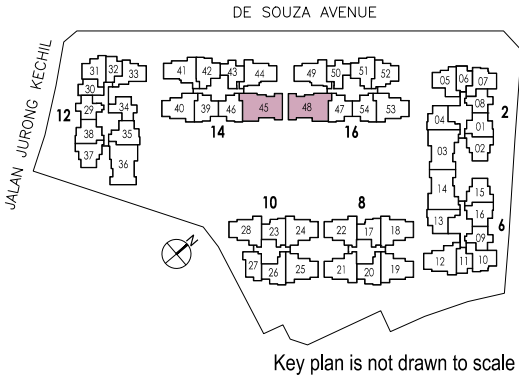 DE SOUZA AVENUE
JALAN JURONG KECHIL
31 32 33
30
29 34
12
38 35
37 36
41 42 43 44
40 39 46 45
14
49 50 51 52
48 47 54 53
16
05 06 07
08
04 01
2
03 02
14 15
13 16
6
09
12 11 10
10
28 23 24
27 26 25
8
22 17 18
21 20 19
N
Key plan is not drawn to scale